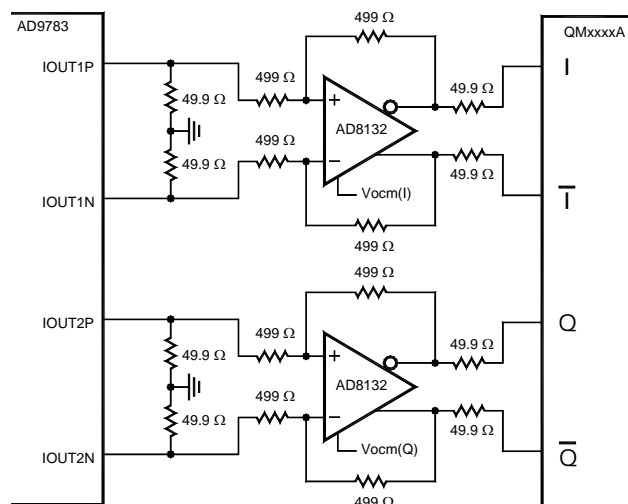 AD9783
499 Ω
QMxxxxA
IOUT1P
499 Ω
49.9 Ω
I
49.9 Ω
+
AD8132
499 Ω
49.9 Ω
−
49.9 Ω
Vocm(I)
I
IOUT1N
499 Ω
499 Ω
IOUT2P
499 Ω
49.9 Ω
Q
49.9 Ω
+
AD8132
499 Ω
49.9 Ω
−
49.9 Ω
Vocm(Q)
Q
IOUT2N
499 Ω